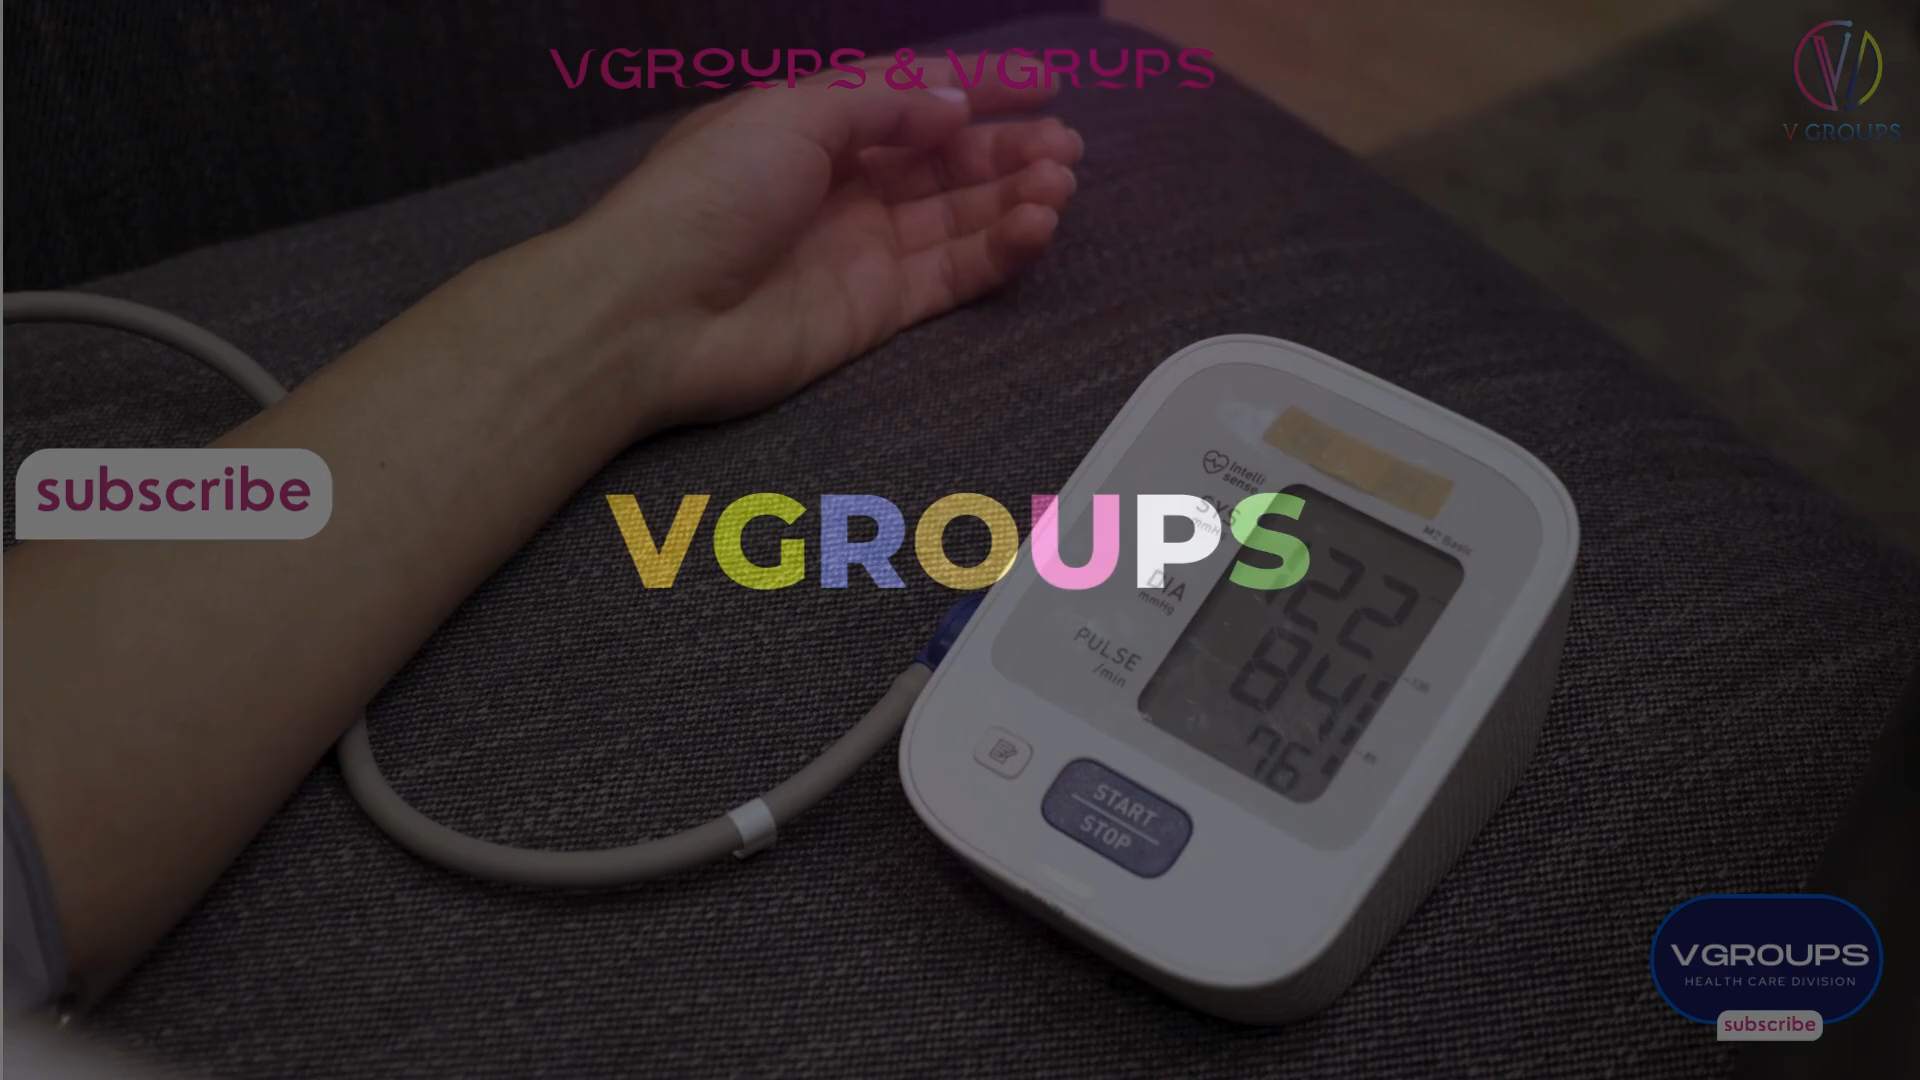 VGROUPS & VGRUPS
V GROUPS
subscribe
VGROUPS
Intelli
sense
M2 Basic
SYS
mmHg
122
DIA
mmHg
84
PULSE
/min
76
START
STOP
VGROUPS
HEALTH CARE DIVISION
subscribe